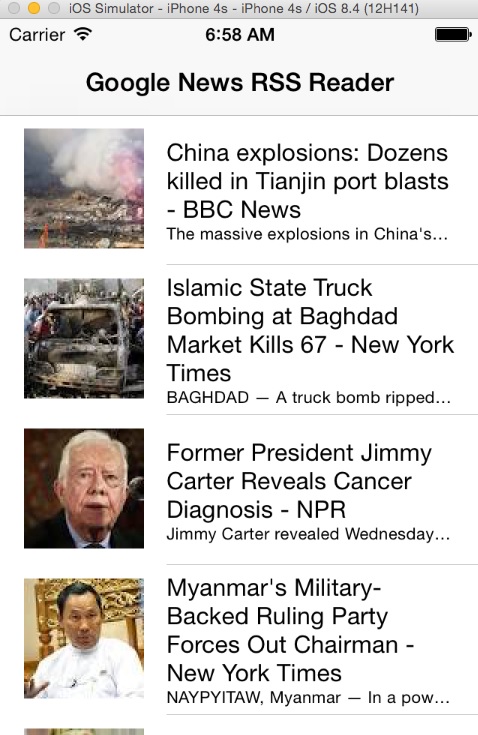 iOS Simulator - iPhone 4s - iPhone 4s / iOS 8.4 (12H141)
Carrier 6:58 AM
Google News RSS Reader
China explosions: Dozens
killed in Tianjin port blasts
- BBC News
The massive explosions in China's...
Islamic State Truck
Bombing at Baghdad
Market Kills 67 - New York
Times
BAGHDAD — A truck bomb ripped...
Former President Jimmy
Carter Reveals Cancer
Diagnosis - NPR
Jimmy Carter revealed Wednesday...
Myanmar's Military-
Backed Ruling Party
Forces Out Chairman -
New York Times
NAYPYITAW, Myanmar — In a pow...